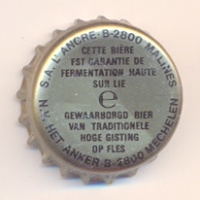 S.A. L'ANCRE-B-2800 MALINES
CETTE BIÈRE
EST GARANTIE DE
FERMENTATION HAUTE
SUR LIE
e
GEWAARBORGD BIER
VAN TRADITIONELE
HOGE GISTING
OP FLES
N.V. HET ANKER B-2800 MECHELEN